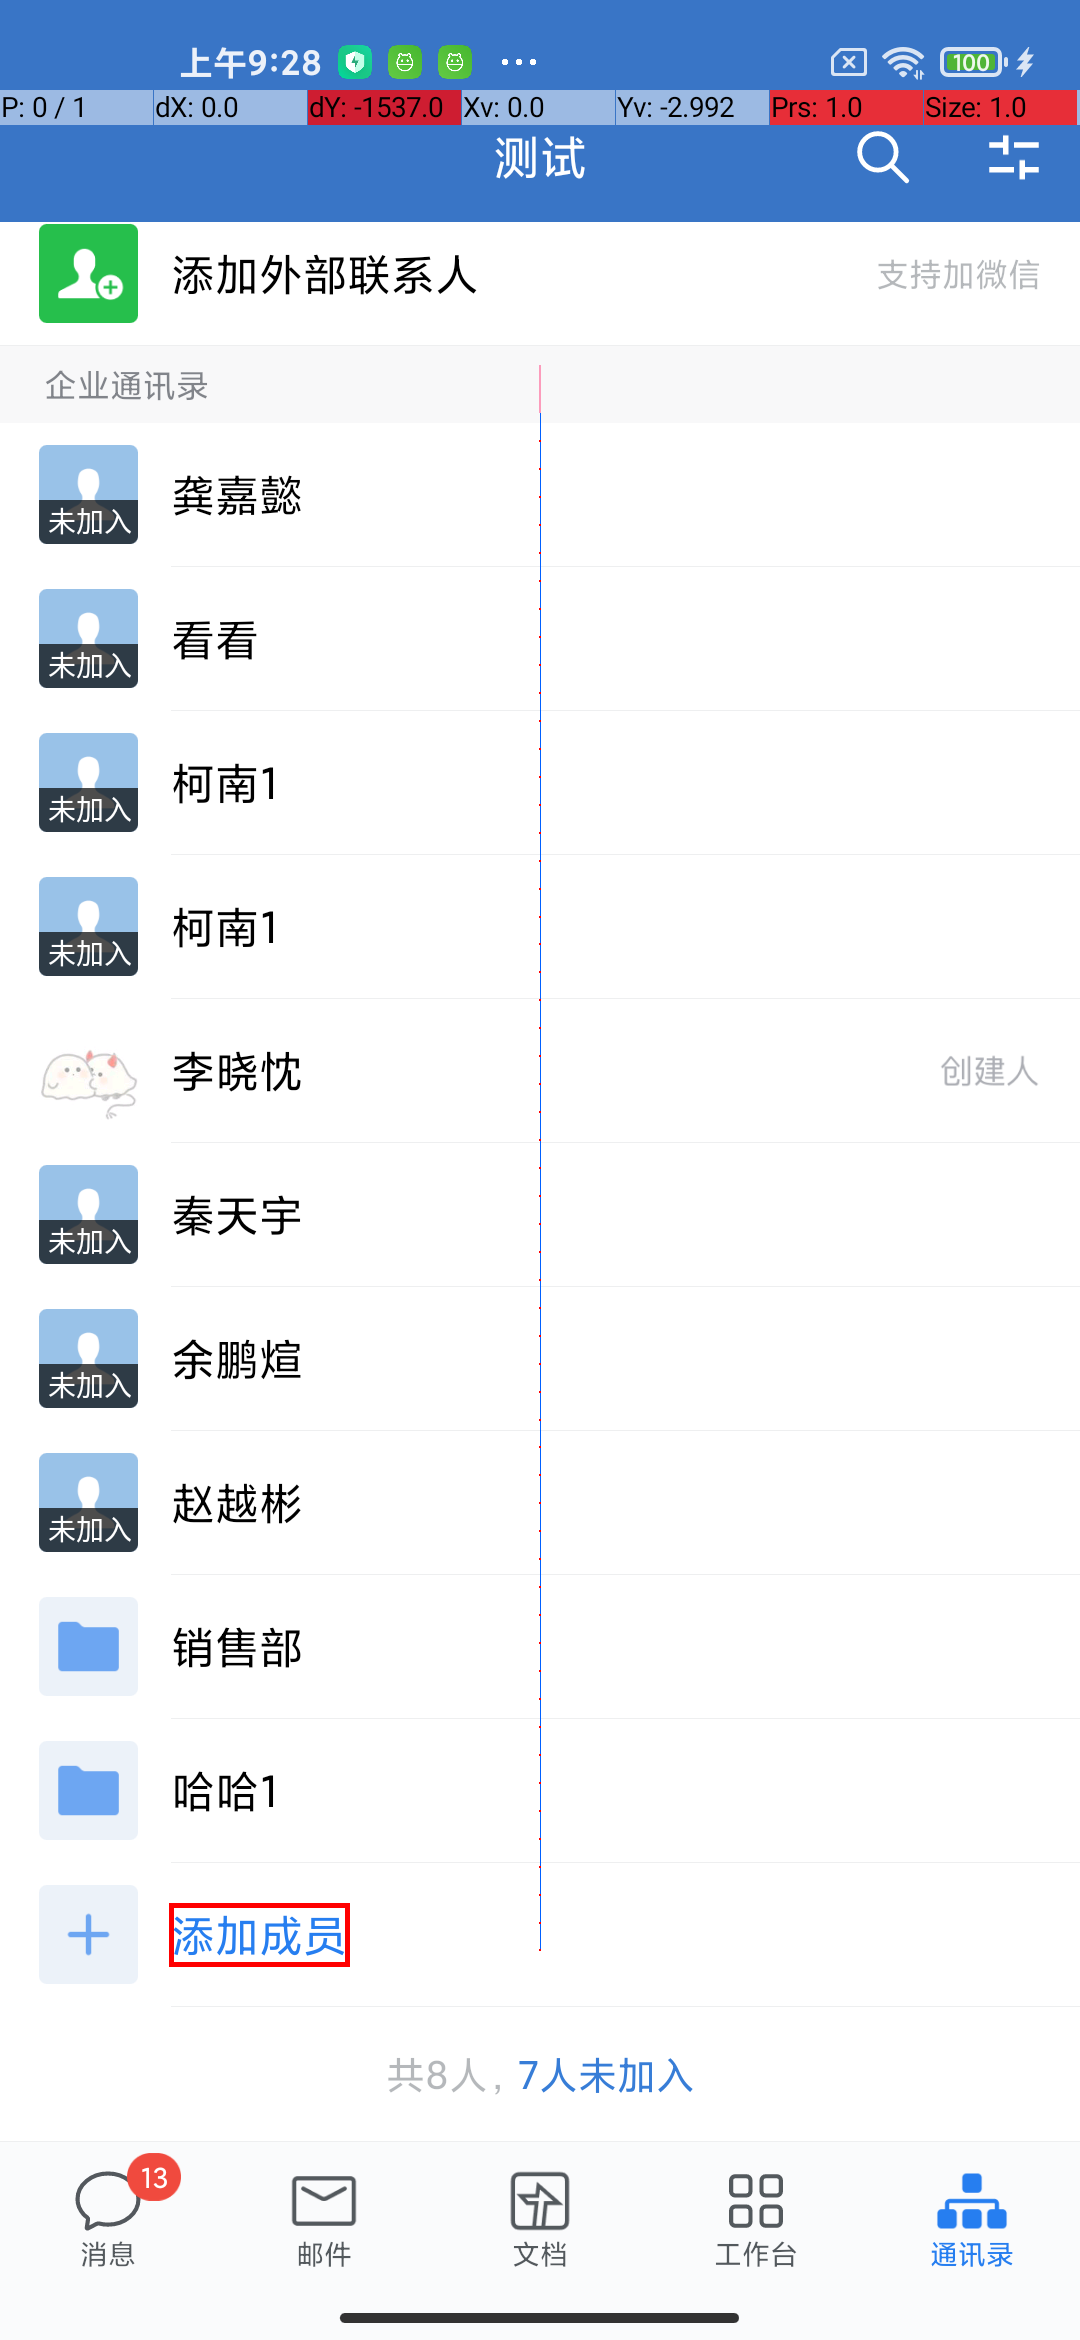 上午9:28 ... 100
P: 0 / 1 dX: 0.0 dY: -1537.0 Xv: 0.0 Yv: -2.992 Prs: 1.0 Size: 1.0
测试
添加外部联系人 支持加微信
企业通讯录
未加入 龚嘉懿
未加入 看看
未加入 柯南1
未加入 柯南1
李晓忱 创建人
未加入 秦天宇
未加入 余鹏煊
未加入 赵越彬
销售部
哈哈1
添加成员
共8人, 7人未加入
13
消息 邮件 文档 工作台 通讯录